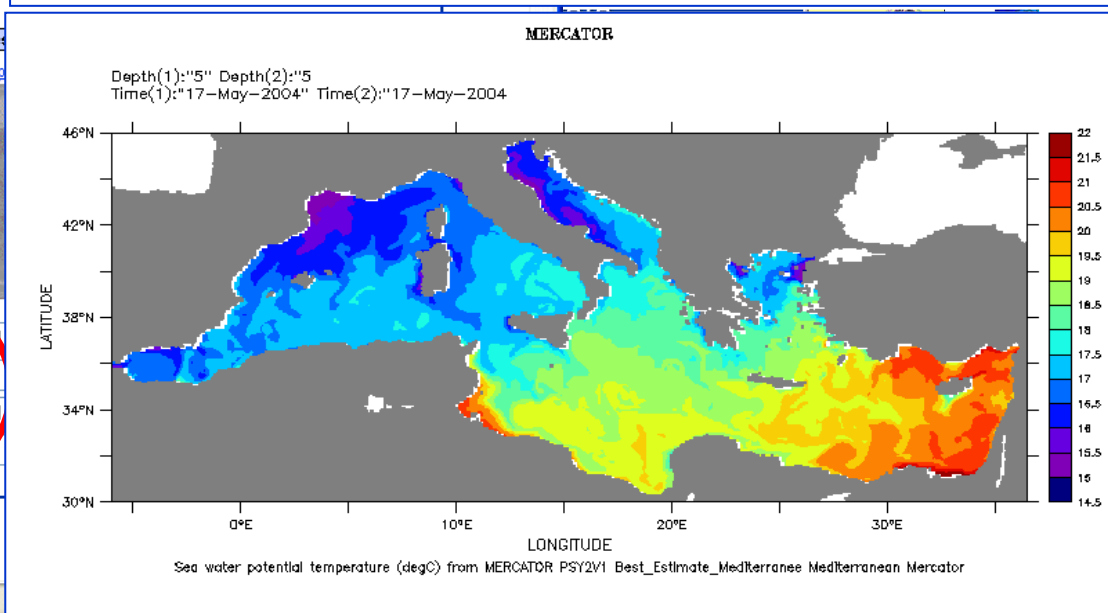 MERCATOR
Depth(1):"5" Depth(2):"5
Time(1):"17-May-2004" Time(2):"17-May-2004
46°N
42°N
38°N
34°N
30°N
LATITUDE
0°E
10°E
20°E
30°E
LONGITUDE
22
21.5
21
20.5
20
19.5
19
18.5
18
17.5
17
16.5
16
15.5
15
14.5
Sea water potential temperature (degC) from MERCATOR PSY2V1 Best_Estimate_Mediterranee Mediterranean Mercator